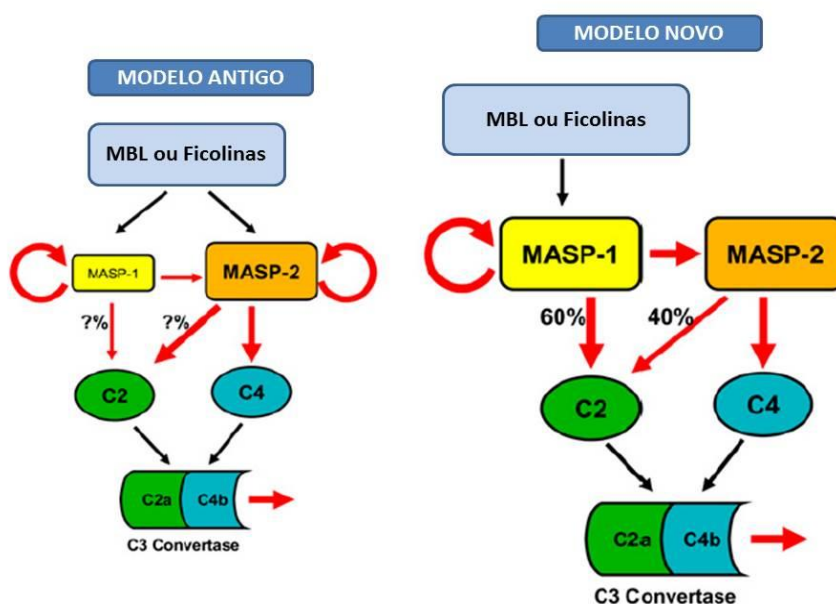 MODELO ANTIGO
MBL ou Ficolinas
MASP-1
MASP-2
?%
?%
C2
C4
C2a
C4b
C3 Convertase
MODELO NOVO
MBL ou Ficolinas
MASP-1
MASP-2
60%
40%
C2
C4
C2a
C4b
C3 Convertase